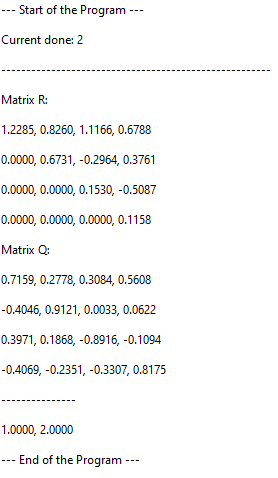 --- Start of the Program ---
Current done: 2
------------------------------------------------------
Matrix R:
1.2285, 0.8260, 1.1166, 0.6788
0.0000, 0.6731, -0.2964, 0.3761
0.0000, 0.0000, 0.1530, -0.5087
0.0000, 0.0000, 0.0000, 0.1158
Matrix Q:
0.7159, 0.2778, 0.3084, 0.5608
-0.4046, 0.9121, 0.0033, 0.0622
0.3971, 0.1868, -0.8916, -0.1094
-0.4069, -0.2351, -0.3307, 0.8175
---------------
1.0000, 2.0000
--- End of the Program ---